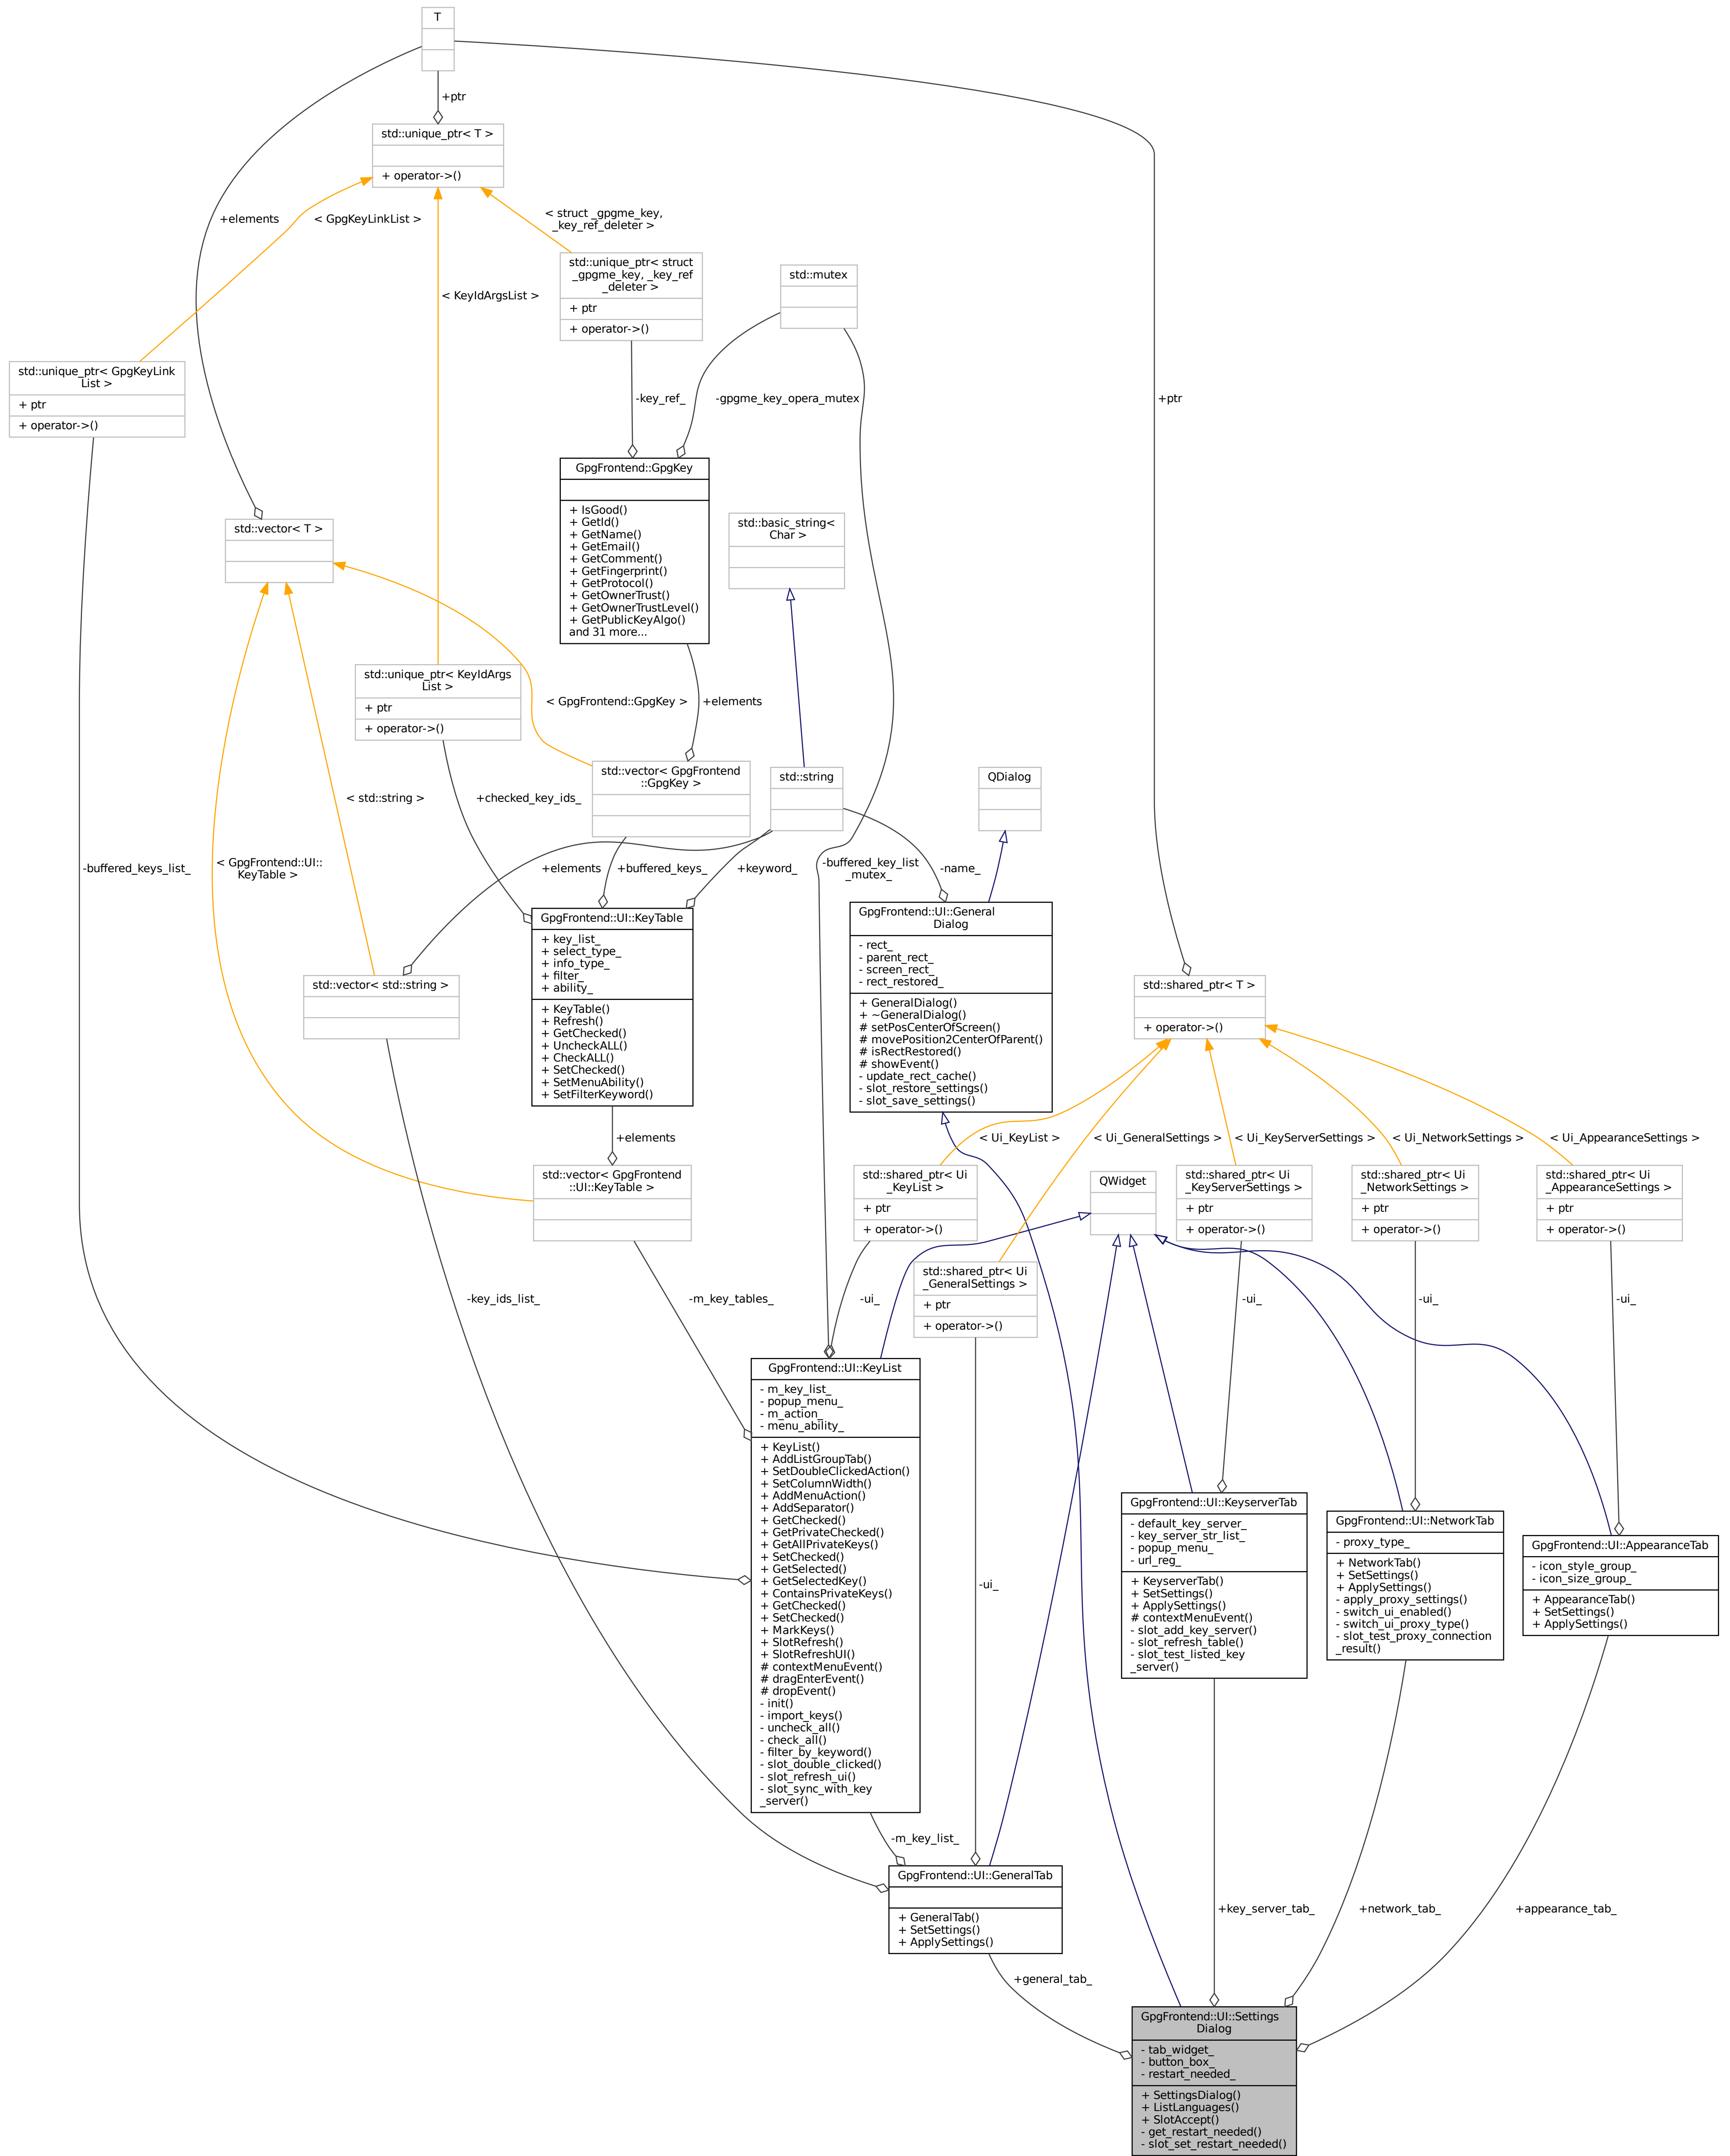 T
+ptr
std::unique_ptr< T >
+ operator->()
+elements
< GpgKeyLinkList >
< struct _gpgme_key,
_key_ref_deleter >
std::unique_ptr< struct
_gpgme_key, _key_ref
_deleter >
+ ptr
+ operator->()
std::mutex
< KeyIdArgsList >
std::unique_ptr< GpgKeyLink
List >
+ ptr
+ operator->()
-key_ref_
-gpgme_key_opera_mutex
+ptr
GpgFrontend::GpgKey
+ IsGood()
+ GetId()
+ GetName()
+ GetEmail()
+ GetComment()
+ GetFingerprint()
+ GetProtocol()
+ GetOwnerTrust()
+ GetOwnerTrustLevel()
+ GetPublicKeyAlgo()
and 31 more...
std::vector< T >
std::basic_string<
Char >
std::unique_ptr< KeyIdArgs
List >
+ ptr
+ operator->()
< GpgFrontend::GpgKey >
+elements
std::vector< GpgFrontend
::GpgKey >
std::string
QDialog
< std::string >
+checked_key_ids_
-buffered_keys_list_
< GpgFrontend::UI::
KeyTable >
+elements
+buffered_keys_
+keyword_
-buffered_key_list
_mutex_
-name_
GpgFrontend::UI::KeyTable
+ key_list_
+ select_type_
+ info_type_
+ filter_
+ ability_
+ KeyTable()
+ Refresh()
+ GetChecked()
+ UncheckALL()
+ CheckALL()
+ SetChecked()
+ SetMenuAbility()
+ SetFilterKeyword()
GpgFrontend::UI::General
Dialog
- rect_
- parent_rect_
- screen_rect_
- rect_restored_
+ GeneralDialog()
+ ~GeneralDialog()
# setPosCenterOfScreen()
# movePosition2CenterOfParent()
# isRectRestored()
# showEvent()
- update_rect_cache()
- slot_restore_settings()
- slot_save_settings()
std::vector< std::string >
std::shared_ptr< T >
+ operator->()
+elements
< Ui_KeyList >
< Ui_GeneralSettings >
< Ui_KeyServerSettings >
< Ui_NetworkSettings >
< Ui_AppearanceSettings >
std::vector< GpgFrontend
::UI::KeyTable >
std::shared_ptr< Ui
_KeyList >
+ ptr
+ operator->()
QWidget
std::shared_ptr< Ui
_KeyServerSettings >
+ ptr
+ operator->()
std::shared_ptr< Ui
_NetworkSettings >
+ ptr
+ operator->()
std::shared_ptr< Ui
_AppearanceSettings >
+ ptr
+ operator->()
std::shared_ptr< Ui
_GeneralSettings >
+ ptr
+ operator->()
-key_ids_list_
-m_key_tables_
-ui_
-ui_
-ui_
-ui_
GpgFrontend::UI::KeyList
- m_key_list_
- popup_menu_
- m_action_
- menu_ability_
+ KeyList()
+ AddListGroupTab()
+ SetDoubleClickedAction()
+ SetColumnWidth()
+ AddMenuAction()
+ AddSeparator()
+ GetChecked()
+ GetPrivateChecked()
+ GetAllPrivateKeys()
+ SetChecked()
+ GetSelected()
+ GetSelectedKey()
+ ContainsPrivateKeys()
+ GetChecked()
+ SetChecked()
+ MarkKeys()
+ SlotRefresh()
+ SlotRefreshUI()
# contextMenuEvent()
# dragEnterEvent()
# dropEvent()
- init()
- import_keys()
- uncheck_all()
- check_all()
- filter_by_keyword()
- slot_double_clicked()
- slot_refresh_ui()
- slot_sync_with_key
_server()
-ui_
GpgFrontend::UI::KeyserverTab
- default_key_server_
- key_server_str_list_
- popup_menu_
- url_reg_
+ KeyserverTab()
+ SetSettings()
+ ApplySettings()
# contextMenuEvent()
- slot_add_key_server()
- slot_refresh_table()
- slot_test_listed_key
_server()
GpgFrontend::UI::NetworkTab
- proxy_type_
+ NetworkTab()
+ SetSettings()
+ ApplySettings()
- apply_proxy_settings()
- switch_ui_enabled()
- switch_ui_proxy_type()
- slot_test_proxy_connection
_result()
GpgFrontend::UI::AppearanceTab
- icon_style_group_
- icon_size_group_
+ AppearanceTab()
+ SetSettings()
+ ApplySettings()
-m_key_list_
GpgFrontend::UI::GeneralTab
+ GeneralTab()
+ SetSettings()
+ ApplySettings()
+key_server_tab_
+network_tab_
+appearance_tab_
+general_tab_
GpgFrontend::UI::Settings
Dialog
- tab_widget_
- button_box_
- restart_needed_
+ SettingsDialog()
+ ListLanguages()
+ SlotAccept()
- get_restart_needed()
- slot_set_restart_needed()